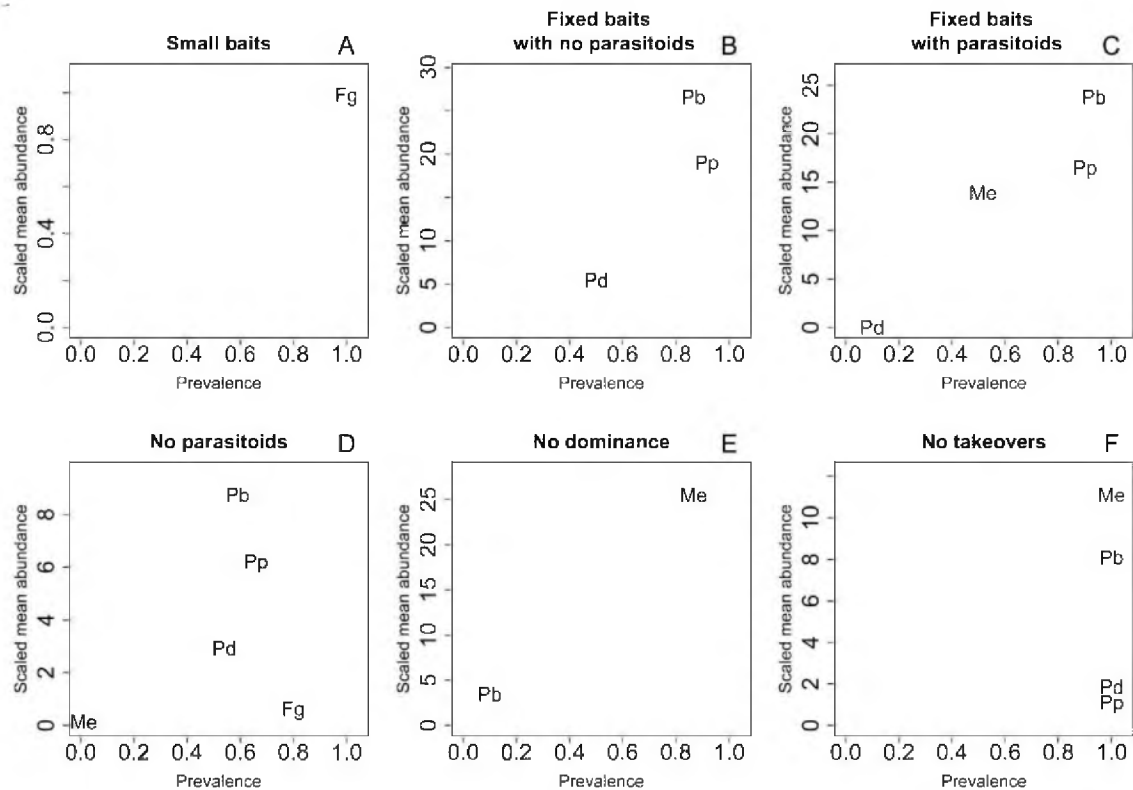 Small baits
A
Scaled mean abundance
0.0 0.4 0.8
Fg
0.0 0.2 0.4 0.6 0.8 1.0
Prevalence
Fixed baits
with no parasitoids
B
Scaled mean abundance
0 5 10 20 30
Pb
Pp
Pd
0.0 0.2 0.4 0.6 0.8 1.0
Prevalence
Fixed baits
with parasitoids
C
Scaled mean abundance
0 5 10 15 20 25
Pb
Pp
Me
Pd
0.0 0.2 0.4 0.6 0.8 1.0
Prevalence
No parasitoids
D
Scaled mean abundance
0 2 4 6 8
Pb
Pp
Pd
Fg
Me
0.0 0.2 0.4 0.6 0.8 1.0
Prevalence
No dominance
E
Scaled mean abundance
0 5 10 15 20 25
Me
Pb
0.0 0.2 0.4 0.6 0.8 1.0
Prevalence
No takeovers
F
Scaled mean abundance
0 2 4 6 8 10
Me
Pb
Pd
Pp
0.0 0.2 0.4 0.6 0.8 1.0
Prevalence